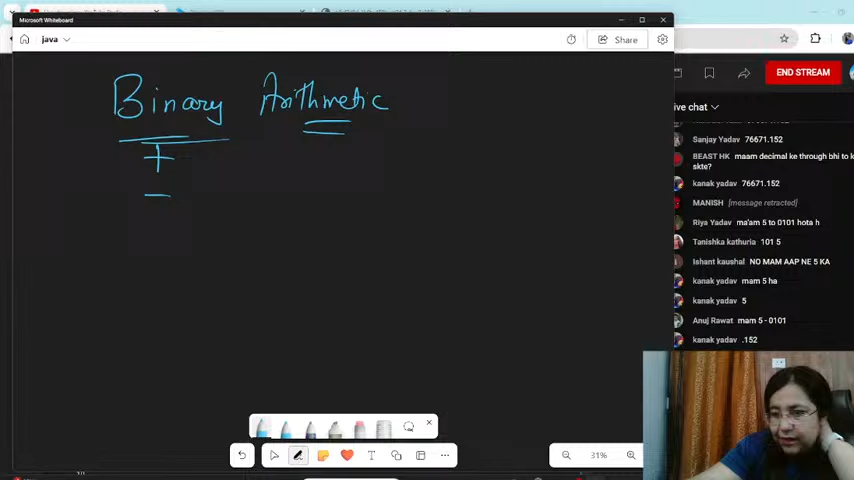 Microsoft Whiteboard
java
Share
END STREAM
Binary Arithmetic
+
−
live chat
Sanjay Yadav 76671.152
BEAST HK maam decimal ke through bhi to k
skte?
kanak yadav 76671.152
MANISH [message retracted]
Riya Yadav ma'am 5 to 0101 hota h
Tanishka kathuria 101 5
Ishant kaushal NO MAM AAP NE 5 KA
kanak yadav mam 5 ha
kanak yadav 5
Anuj Rawat mam 5 - 0101
kanak yadav .152
31%